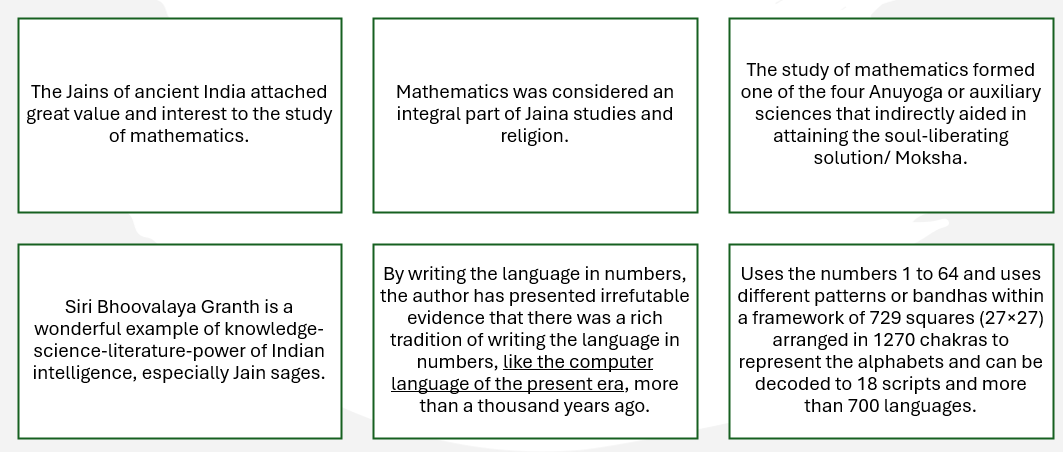 The Jains of ancient India attached
great value and interest to the study
of mathematics.
Mathematics was considered an
integral part of Jaina studies and
religion.
The study of mathematics formed
one of the four Anuyoga or auxiliary
sciences that indirectly aided in
attaining the soul-liberating
solution/ Moksha.
Siri Bhoovalaya Granth is a
wonderful example of knowledge-
science-literature-power of Indian
intelligence, especially Jain sages.
By writing the language in numbers,
the author has presented irrefutable
evidence that there was a rich
tradition of writing the language in
numbers, like the computer
language of the present era, more
than a thousand years ago.
Uses the numbers 1 to 64 and uses
different patterns or bandhas within
a framework of 729 squares (27×27)
arranged in 1270 chakras to
represent the alphabets and can be
decoded to 18 scripts and more
than 700 languages.